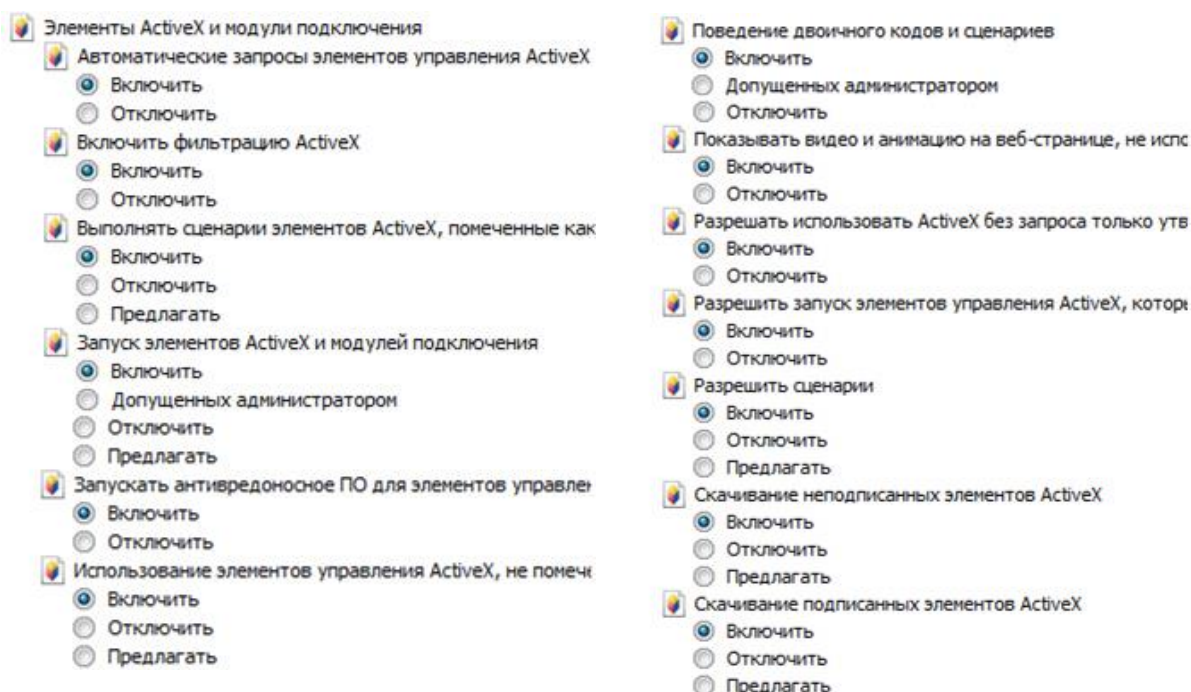 Элементы ActiveX и модули подключения
Автоматические запросы элементов управления ActiveX
Включить
Отключить
Включить фильтрацию ActiveX
Включить
Отключить
Выполнять сценарии элементов ActiveX, помеченные как
Включить
Отключить
Предлагать
Запуск элементов ActiveX и модулей подключения
Включить
Допущенных администратором
Отключить
Предлагать
Запускать антивредоносное ПО для элементов управлен
Включить
Отключить
Использование элементов управления ActiveX, не помече
Включить
Отключить
Предлагать
Поведение двоичного кодов и сценариев
Включить
Допущенных администратором
Отключить
Показывать видео и анимацию на веб-странице, не испо
Включить
Отключить
Разрешать использовать ActiveX без запроса только утв
Включить
Отключить
Разрешить запуск элементов управления ActiveX, которы
Включить
Отключить
Разрешить сценарии
Включить
Отключить
Предлагать
Скачивание неподписанных элементов ActiveX
Включить
Отключить
Предлагать
Скачивание подписанных элементов ActiveX
Включить
Отключить
Предлагать